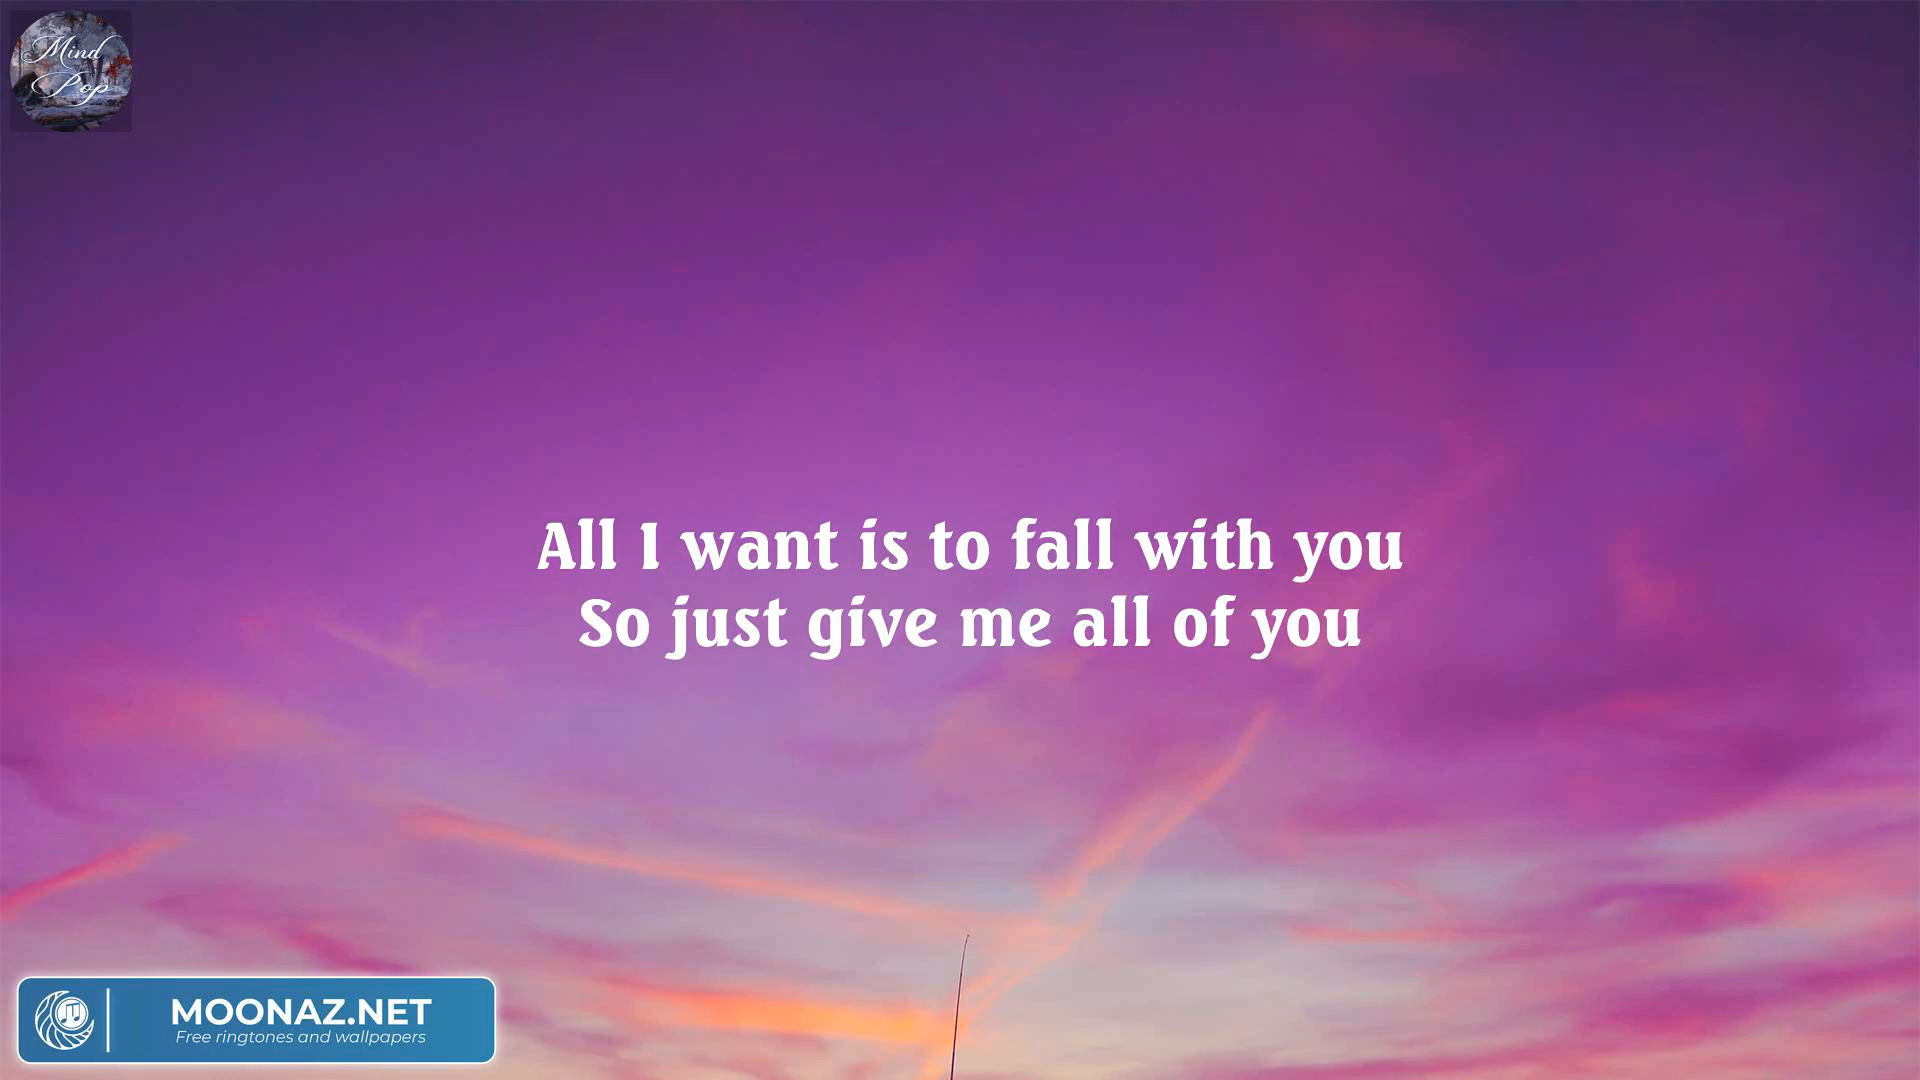 Mind
Pop
All I want is to fall with you
So just give me all of you
MOONAZ.NET
Free ringtones and wallpapers